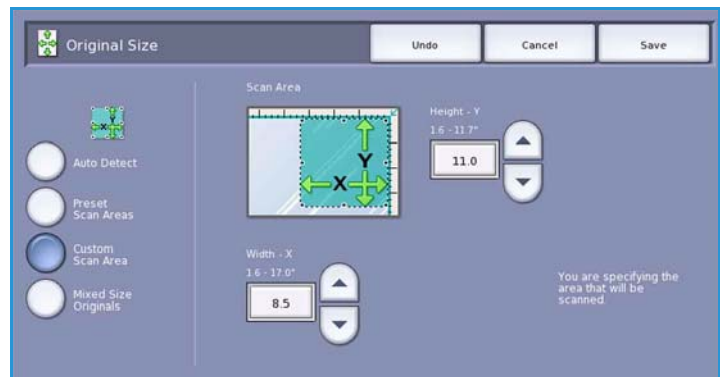 Original Size
Undo
Cancel
Save
Auto Detect
Preset
Scan Areas
Custom
Scan Area
Mixed Size
Originals
Scan Area
Y
X
Height - Y
1.6 - 11.7"
11.0
Width - X
1.6 - 17.0"
8.5
You are specifying the
area that will be
scanned.